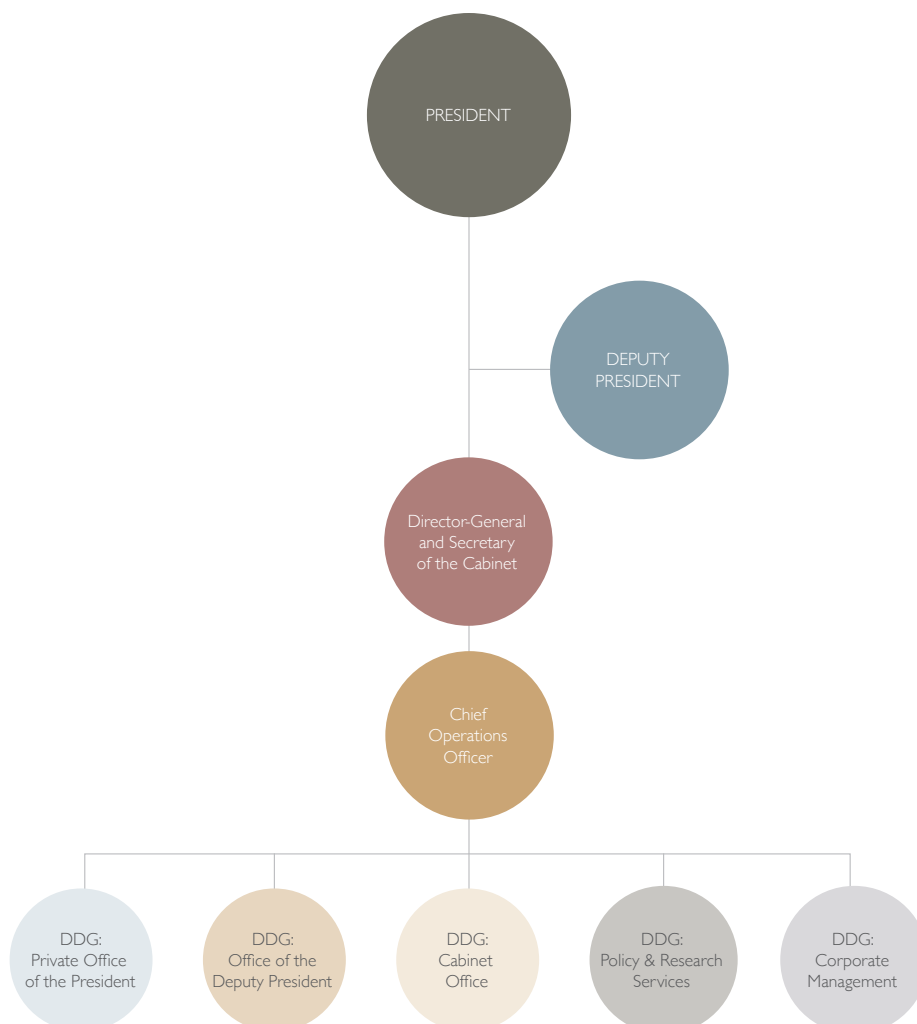 PRESIDENT
DEPUTY
PRESIDENT
Director-General
and Secretary
of the Cabinet
Chief
Operations
Officer
DDG:
Private Office
of the President
DDG:
Office of the
Deputy President
DDG:
Cabinet
Office
DDG:
Policy & Research
Services
DDG:
Corporate
Management